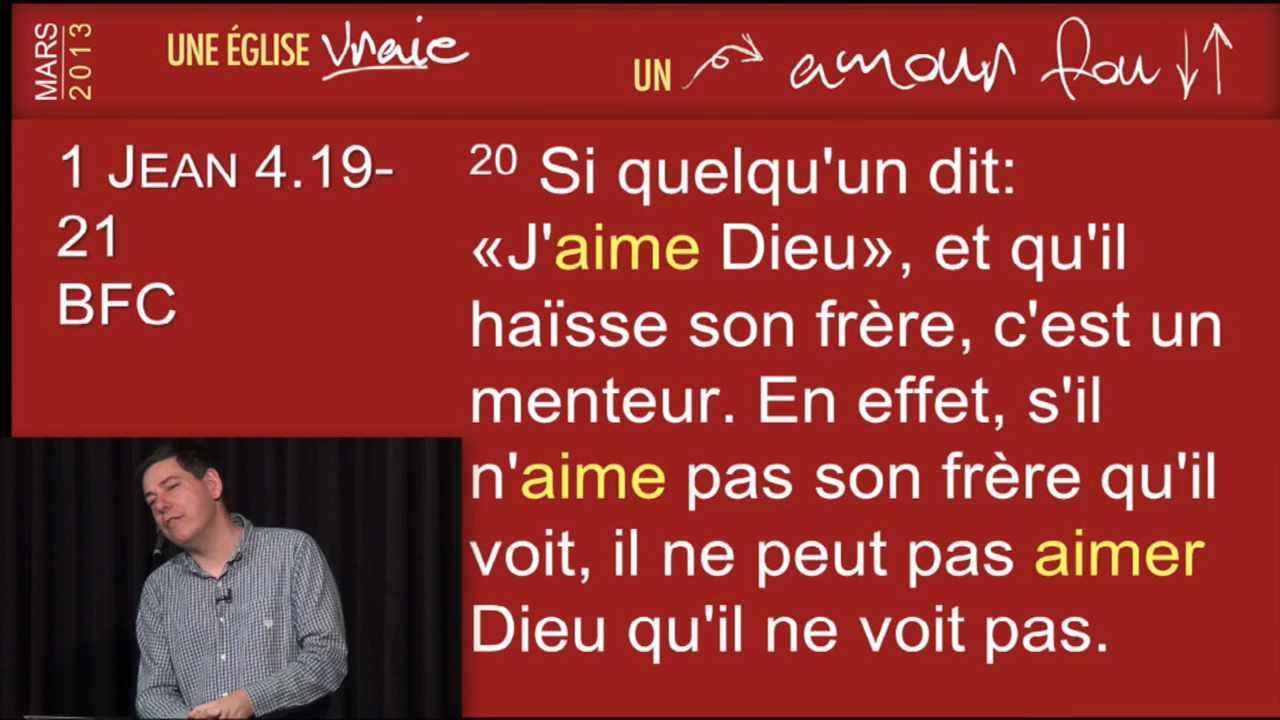 MARS
2013
UNE ÉGLISE vraie
UN amour fou
1 JEAN 4.19-
21
BFC
20 Si quelqu'un dit:
«J'aime Dieu», et qu'il
haïsse son frère, c'est un
menteur. En effet, s'il
n'aime pas son frère qu'il
voit, il ne peut pas aimer
Dieu qu'il ne voit pas.